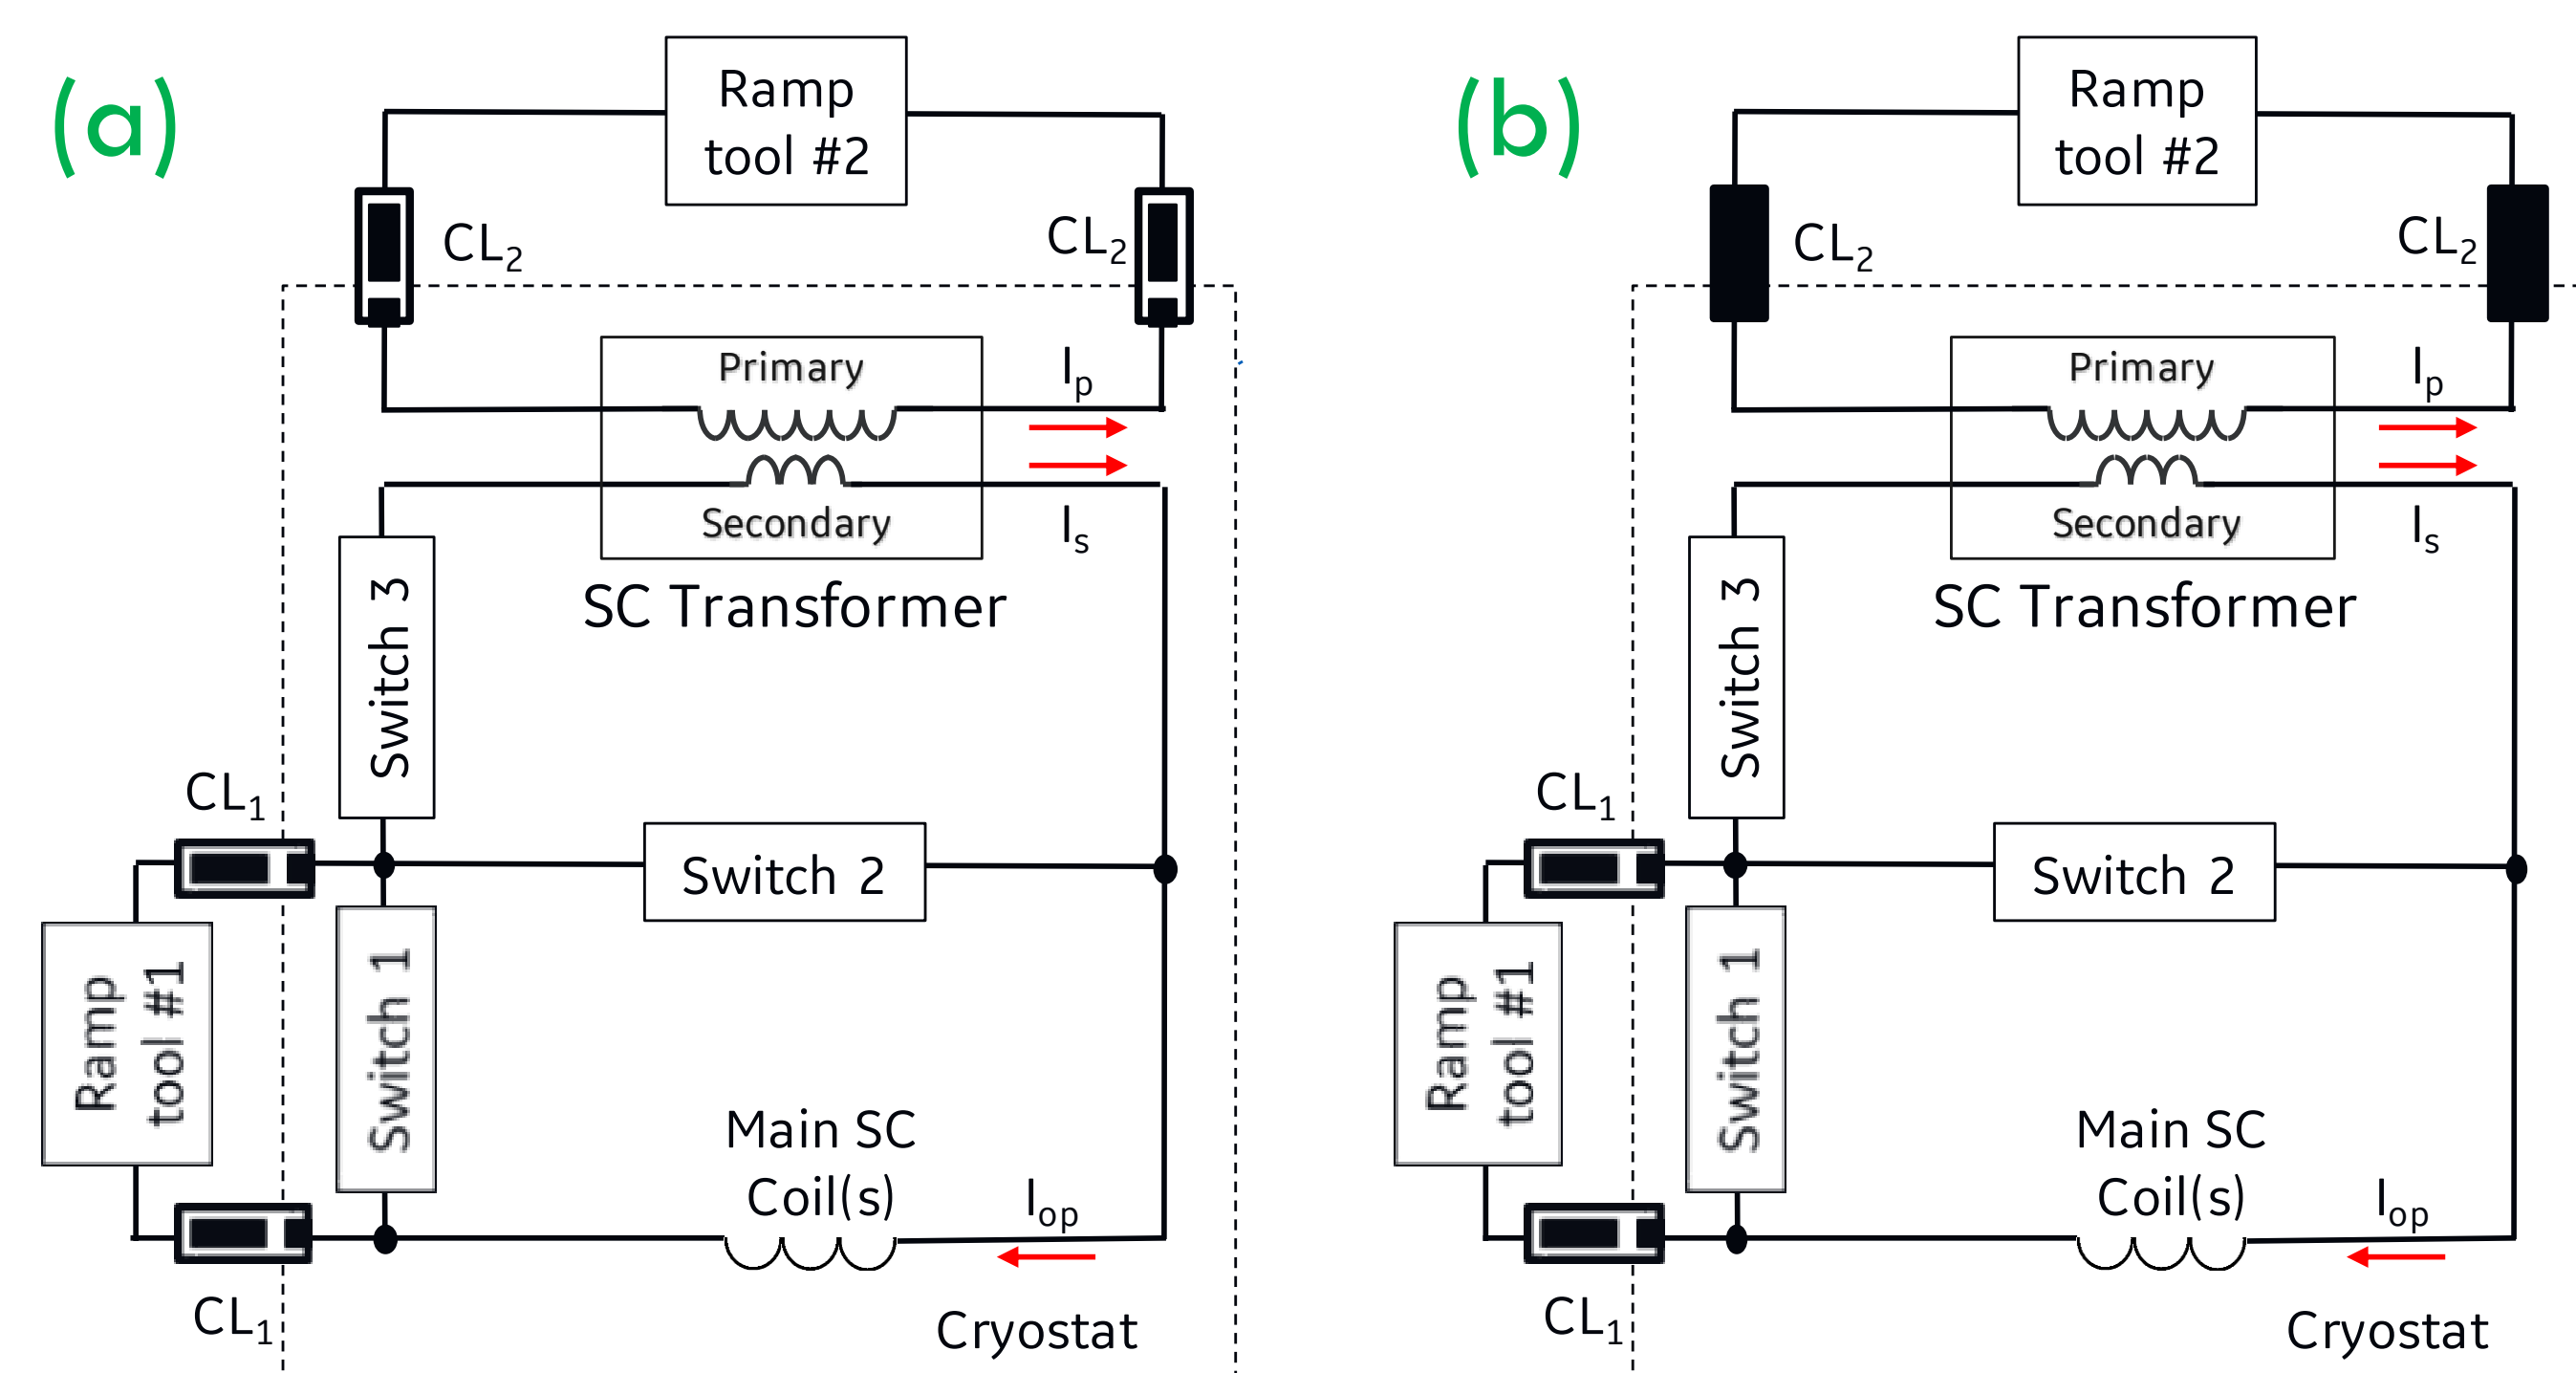 (a)
Ramp
tool #2
CL2
CL2
Primary
Ip
Secondary
Is
SC Transformer
Switch 3
CL1
Switch 2
Ramp
tool #1
Switch 1
Main SC
Coil(s)
Iop
CL1
Cryostat
(b)
Ramp
tool #2
CL2
CL2
Primary
Ip
Secondary
Is
SC Transformer
Switch 3
CL1
Switch 2
Ramp
tool #1
Switch 1
Main SC
Coil(s)
Iop
CL1
Cryostat